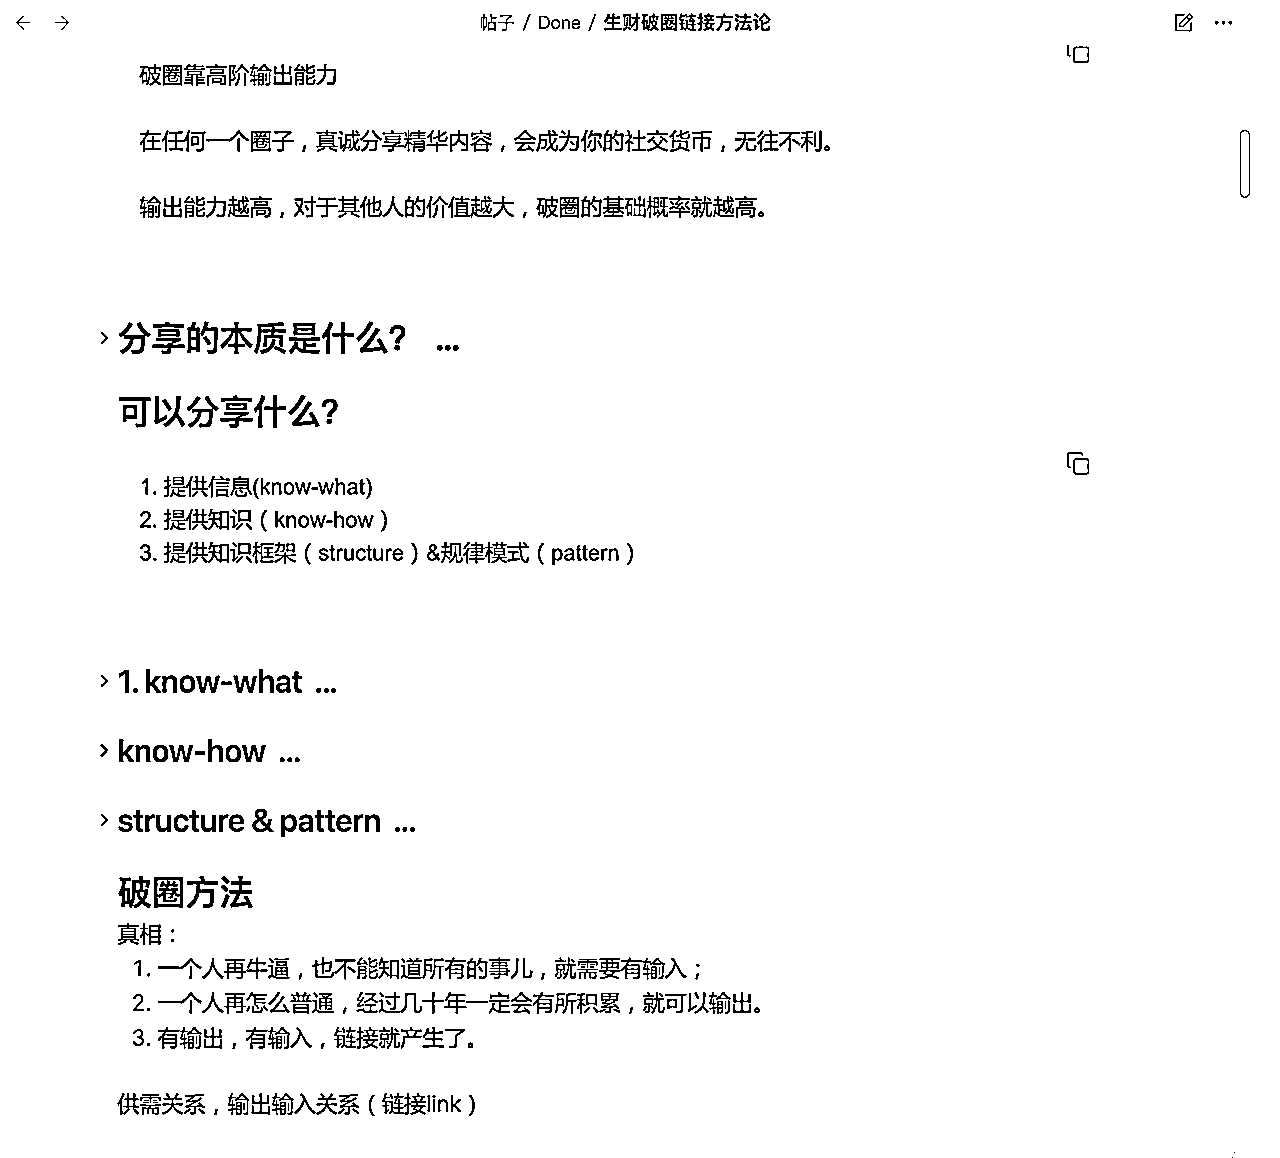 帖子 / Done / 生财破圈链接方法论
破圈靠高阶输出能力
在任何一个圈子，真诚分享精华内容，会成为你的社交货币，无往不利。
输出能力越高，对于其他人的价值越大，破圈的基础概率就越高。
分享的本质是什么? ...
可以分享什么?
1. 提供信息(know-what)
2. 提供知识（know-how）
3. 提供知识框架（structure）&规律模式（pattern）
1. know-what ...
know-how ...
structure & pattern ...
破圈方法
真相：
1. 一个人再牛逼，也不能知道所有的事儿，就需要有输入；
2. 一个人再怎么普通，经过几十年一定会有所积累，就可以输出。
3. 有输出，有输入，链接就产生了。
供需关系，输出输入关系（链接link）